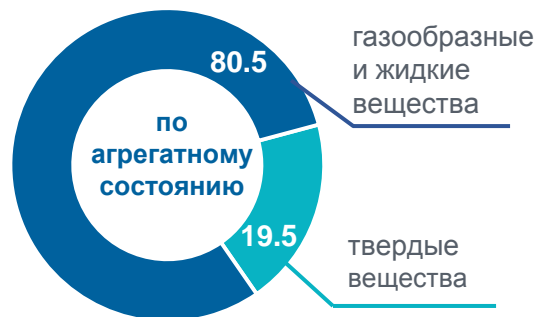 газообразные
и жидкие
вещества
80.5
по
агрегатному
состоянию
19.5
твердые
вещества